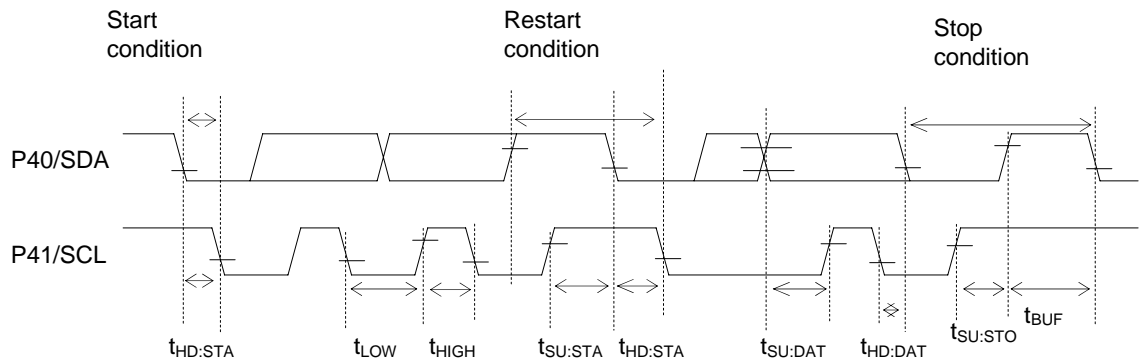 Start
condition
Restart
condition
Stop
condition
P40/SDA
P41/SCL
tHD:STA
tLOW
tHIGH
tSU:STA
tHD:STA
tSU:DAT
tHD:DAT
tSU:STO
tBUF